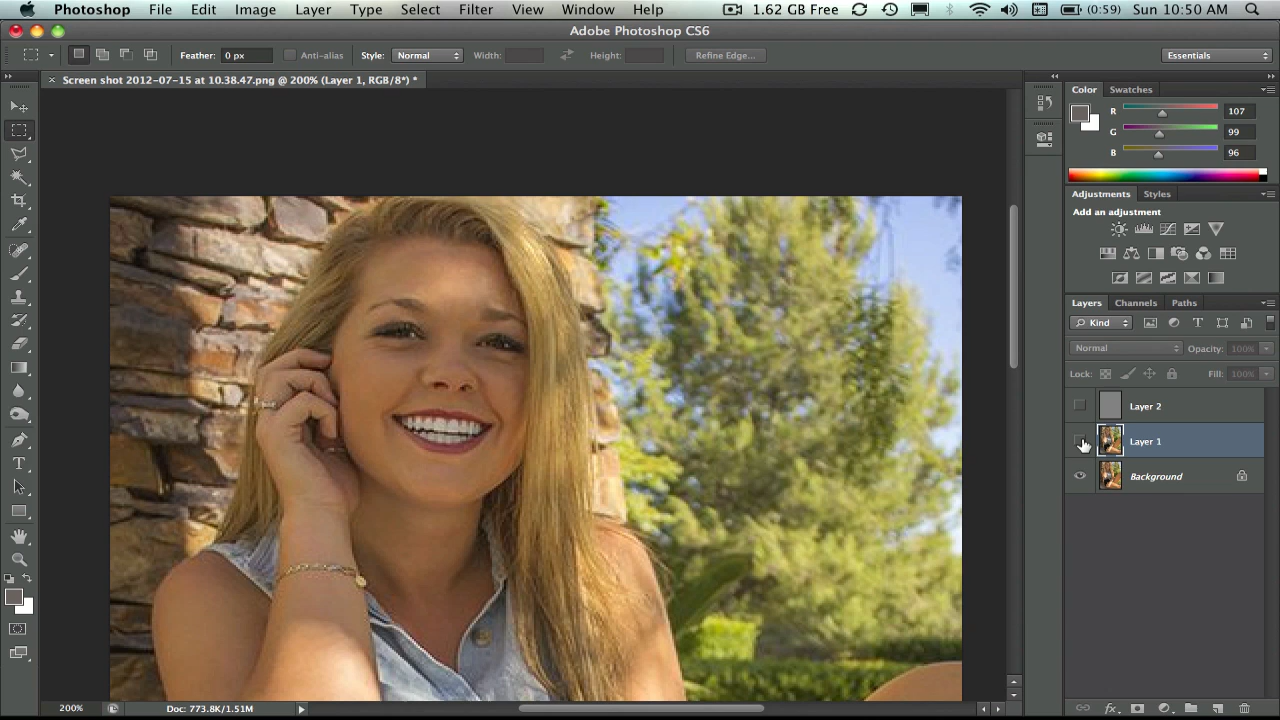 Photoshop File Edit Image Layer Type Select Filter View Window Help 1.62 GB Free (0:59) Sun 10:50 AM
Adobe Photoshop CS6
Feather: 0 px Anti-alias Style: Normal Width: Height: Refine Edge... Essentials
Screen shot 2012-07-15 at 10.38.47.png @ 200% (Layer 1, RGB/8*) *
Color Swatches
R 107
G 99
B 96
Adjustments Styles
Add an adjustment
Layers Channels Paths
Kind
Normal Opacity: 100%
Lock: Fill: 100%
Layer 2
Layer 1
Background
200% Doc: 773.8K/1.51M